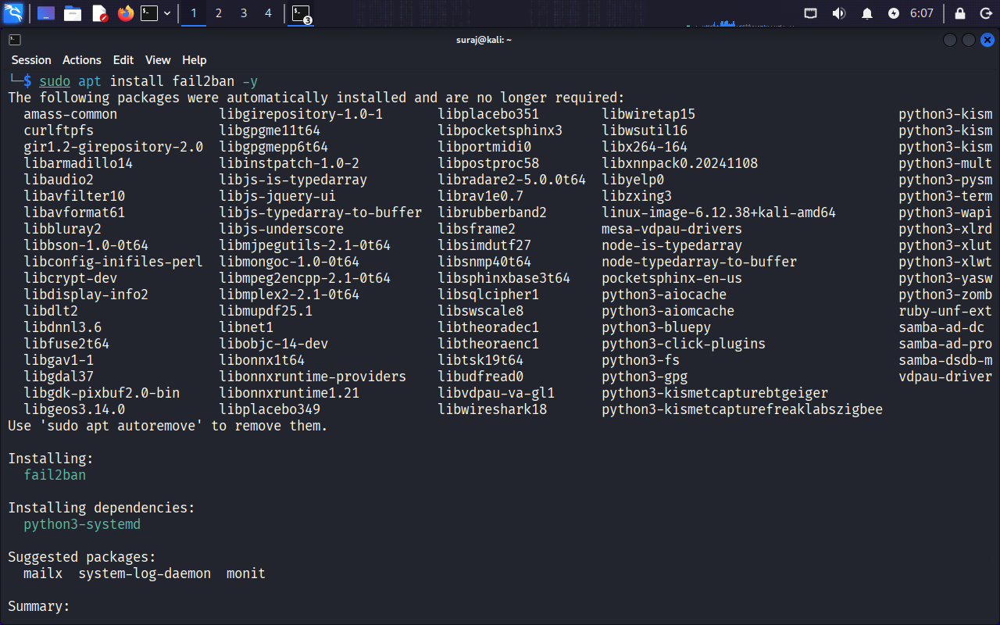 1 2 3 4 3 6:07
suraj@kali: ~
Session Actions Edit View Help
└─$ sudo apt install fail2ban -y
The following packages were automatically installed and are no longer required:
amass-common libgirepository-1.0-1 libplacebo351 libwiretap15 python3-kism
curlftpfs libgpgme11t64 libpocketsphinx3 libwsutil16 python3-kism
gir1.2-girepository-2.0 libgpgmepp6t64 libportmidi0 libx264-164 python3-kism
libarmadillo14 libinstpatch-1.0-2 libpostproc58 libxnnpack0.20241108 python3-mult
libaudio2 libjs-is-typedarray libradare2-5.0.0t64 libyelp0 python3-pysm
libavfilter10 libjs-jquery-ui librav1e0.7 libzxing3 python3-term
libavformat61 libjs-typedarray-to-buffer librubberband2 linux-image-6.12.38+kali-amd64 python3-wapi
libbluray2 libjs-underscore libsframe2 mesa-vdpau-drivers python3-xlrd
libbson-1.0-0t64 libmjpegutils-2.1-0t64 libsimdutf27 node-is-typedarray python3-xlut
libconfig-inifiles-perl libmongoc-1.0-0t64 libsnmp40t64 node-typedarray-to-buffer python3-xlwt
libcrypt-dev libmpeg2encpp-2.1-0t64 libsphinxbase3t64 pocketsphinx-en-us python3-yasw
libdisplay-info2 libmplex2-2.1-0t64 libsqlcipher1 python3-aiocache python3-zomb
libdlt2 libmupdf25.1 libswscale8 python3-aiomcache ruby-unf-ext
libdnnl3.6 libnet1 libtheoradec1 python3-bluepy samba-ad-dc
libfuse2t64 libobjc-14-dev libtheoraenc1 python3-click-plugins samba-ad-pro
libgav1-1 libonnx1t64 libtsk19t64 python3-fs samba-dsdb-m
libgdal37 libonnxruntime-providers libudfread0 python3-gpg vdpau-driver
libgdk-pixbuf2.0-bin libonnxruntime1.21 libvdpau-va-gl1 python3-kismetcapturebtgeiger
libgeos3.14.0 libplacebo349 libwireshark18 python3-kismetcapturefreaklabszigbee
Use 'sudo apt autoremove' to remove them.
Installing:
fail2ban
Installing dependencies:
python3-systemd
Suggested packages:
mailx system-log-daemon monit
Summary: